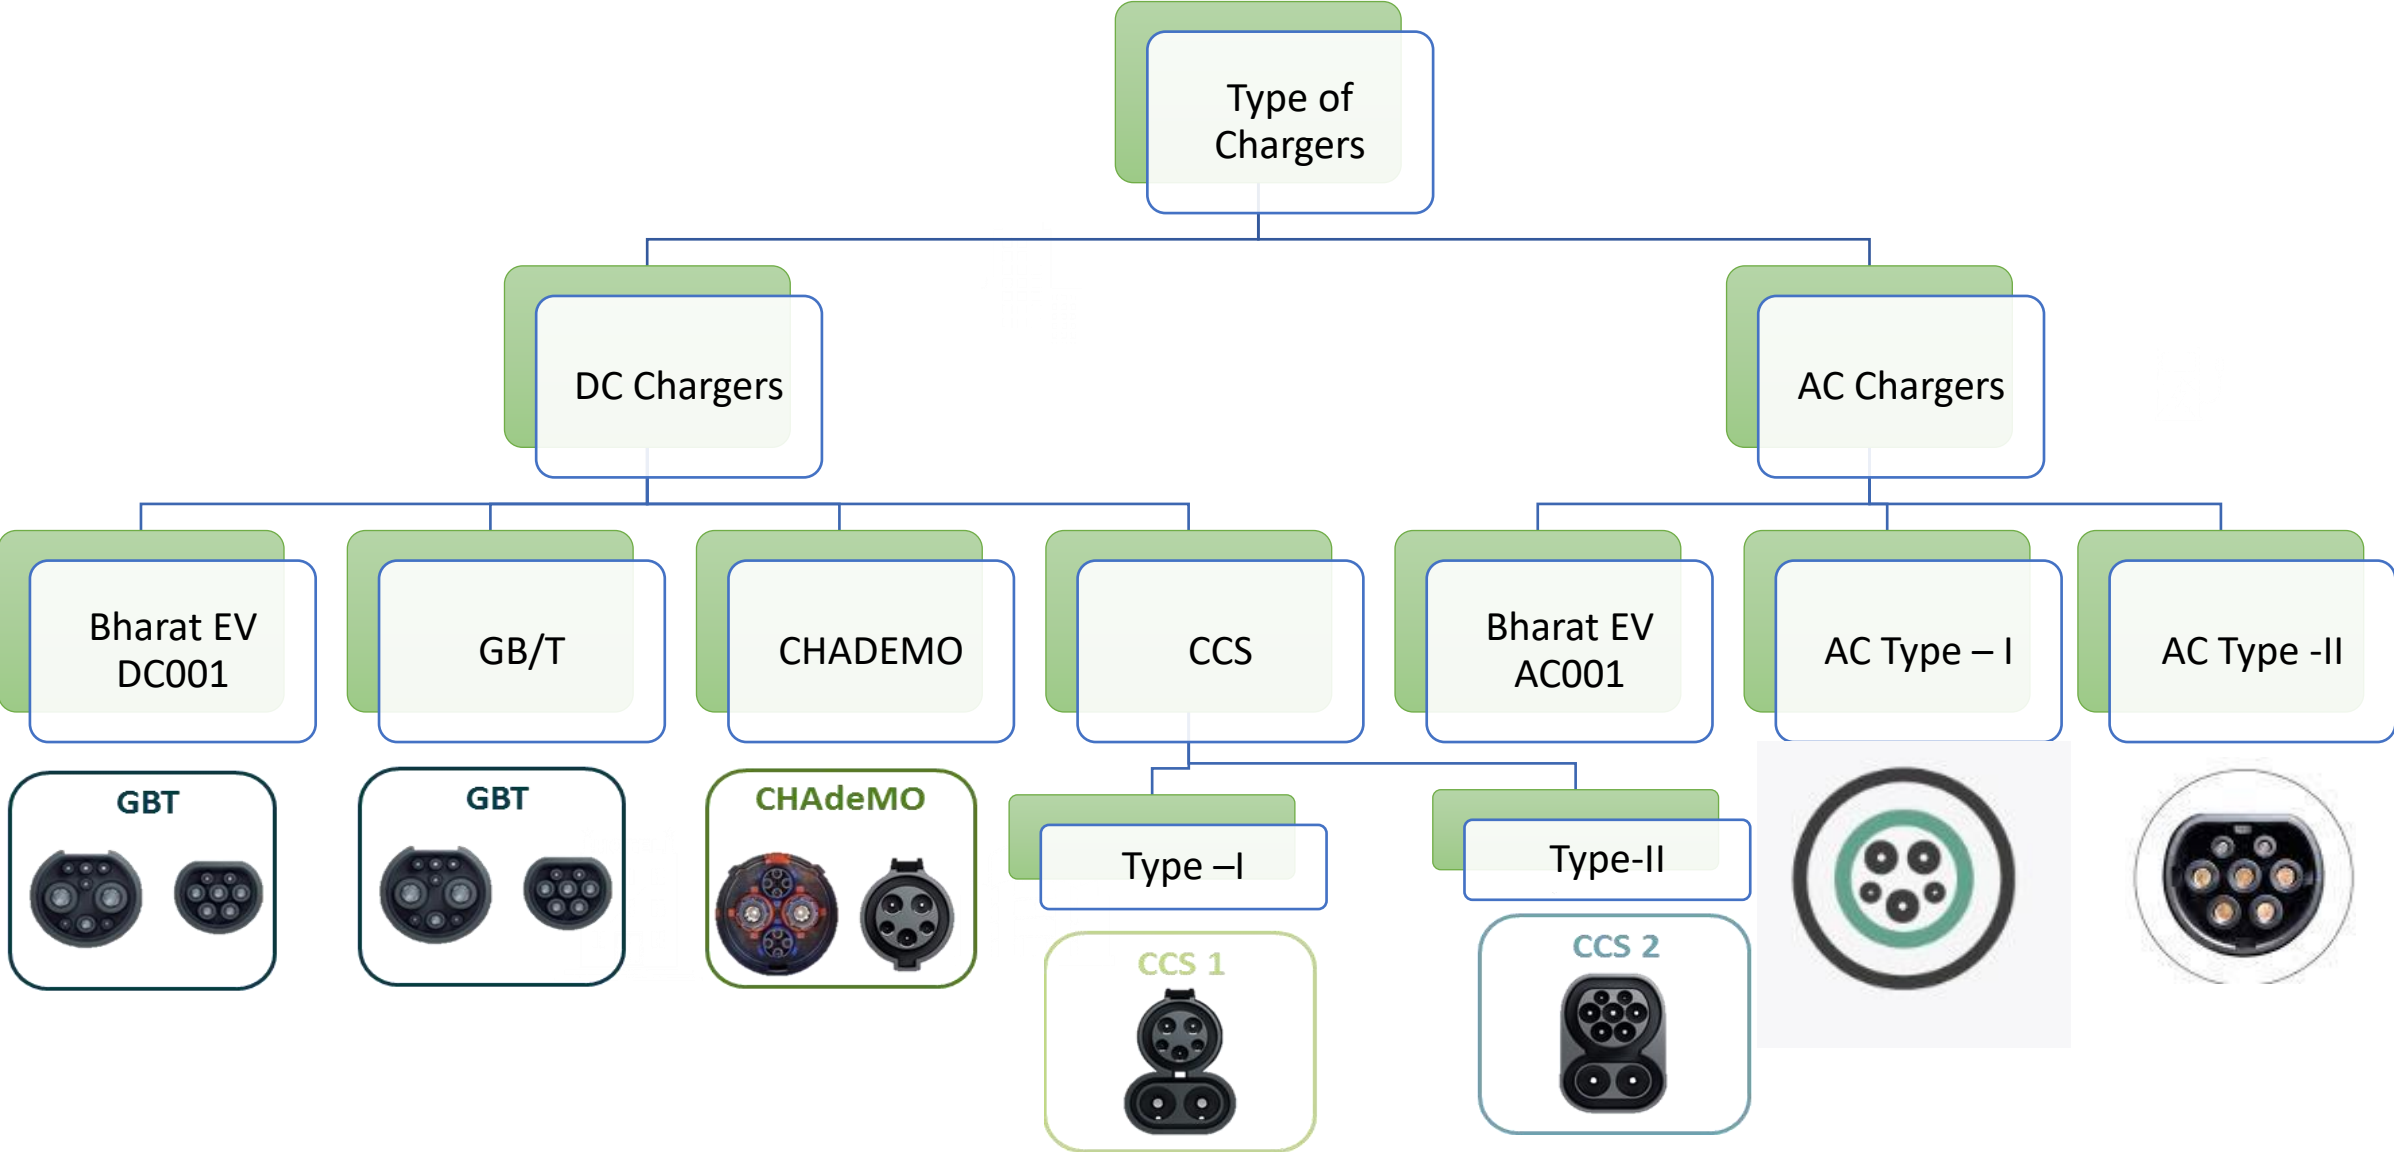 Type of
Chargers
DC Chargers
AC Chargers
Bharat EV
DC001
GB/T
CHADEMO
CCS
Bharat EV
AC001
AC Type – I
AC Type -II
GBT
GBT
CHAdeMO
Type –I
Type-II
CCS 1
CCS 2